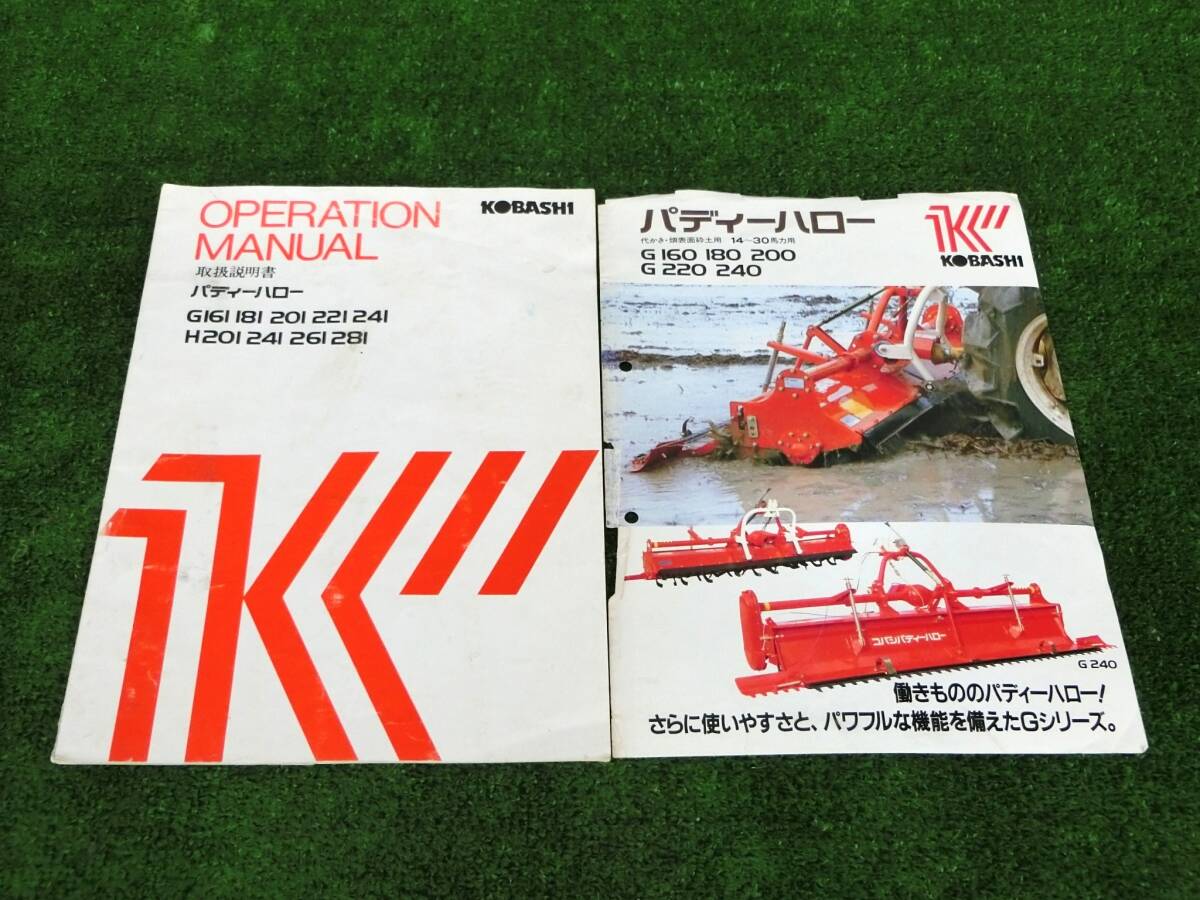 OPERATION
MANUAL
KOBASHI
取扱説明書
パディーハロー
G161 181 201 221 241
H201 241 261 281
パディーハロー
代かき・頭表面砕土用 14〜30馬力用
G160 180 200
G220 240
KOBASHI
コバシパディーハロー
G240
働きもののパディーハロー!
さらに使いやすさと、パワフルな機能を備えたGシリーズ。